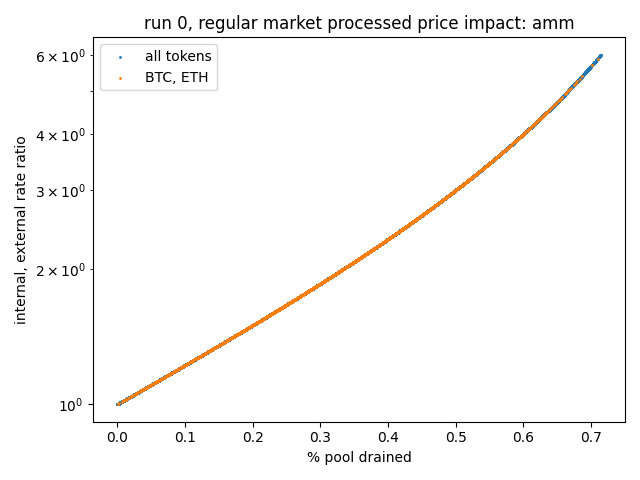 run 0, regular market processed price impact: amm
all tokens
BTC, ETH
6 × 10⁰
4 × 10⁰
3 × 10⁰
2 × 10⁰
10⁰
internal, external rate ratio
0.0 0.1 0.2 0.3 0.4 0.5 0.6 0.7
% pool drained